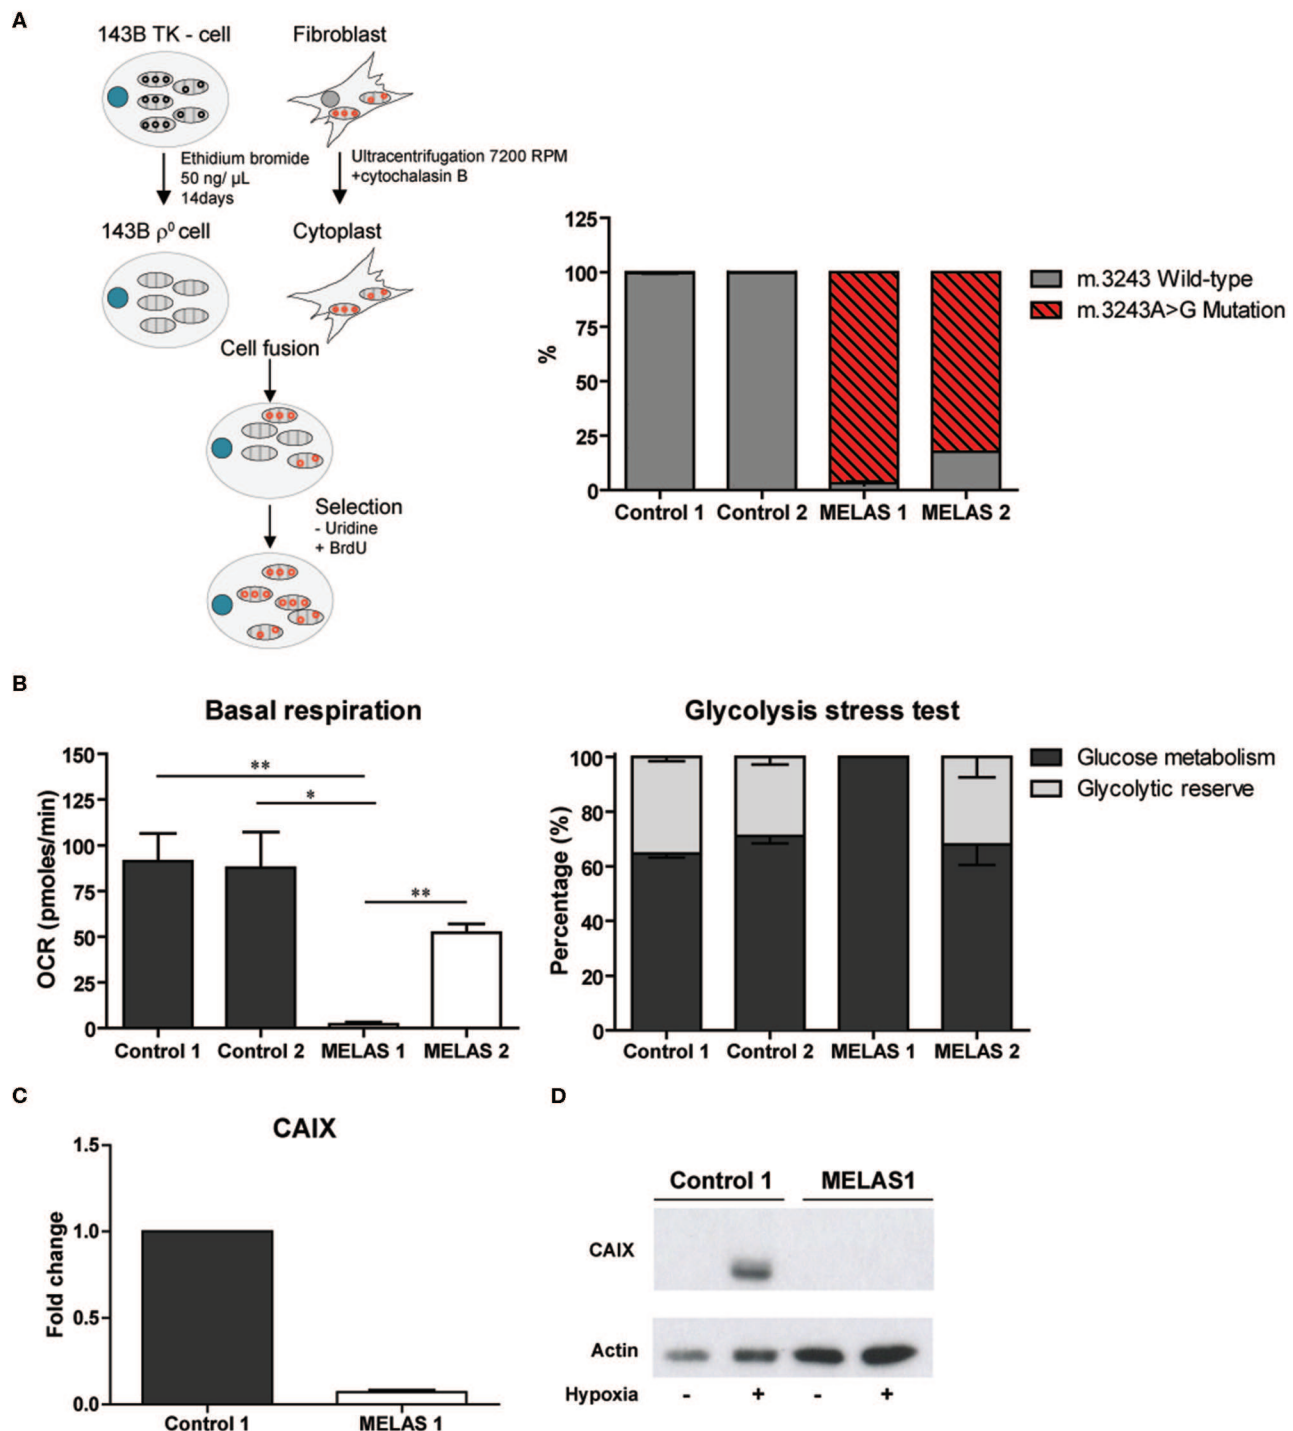 A
143B TK - cell
Fibroblast
Ethidium bromide
50 ng/ μL
14days
Ultracentrifugation 7200 RPM
+cytochalasin B
143B ρ⁰ cell
Cytoplast
Cell fusion
Selection
- Uridine
+ BrdU
125
100
75
50
25
0
%
Control 1
Control 2
MELAS 1
MELAS 2
m.3243 Wild-type
m.3243A>G Mutation
B
Basal respiration
150
125
100
75
50
25
0
OCR (pmoles/min)
**
*
**
Control 1
Control 2
MELAS 1
MELAS 2
Glycolysis stress test
100
80
60
40
20
0
Percentage (%)
Control 1
Control 2
MELAS 1
MELAS 2
Glucose metabolism
Glycolytic reserve
C
CAIX
1.5
1.0
0.5
0.0
Fold change
Control 1
MELAS 1
D
Control 1
MELAS1
CAIX
Actin
Hypoxia - + - +